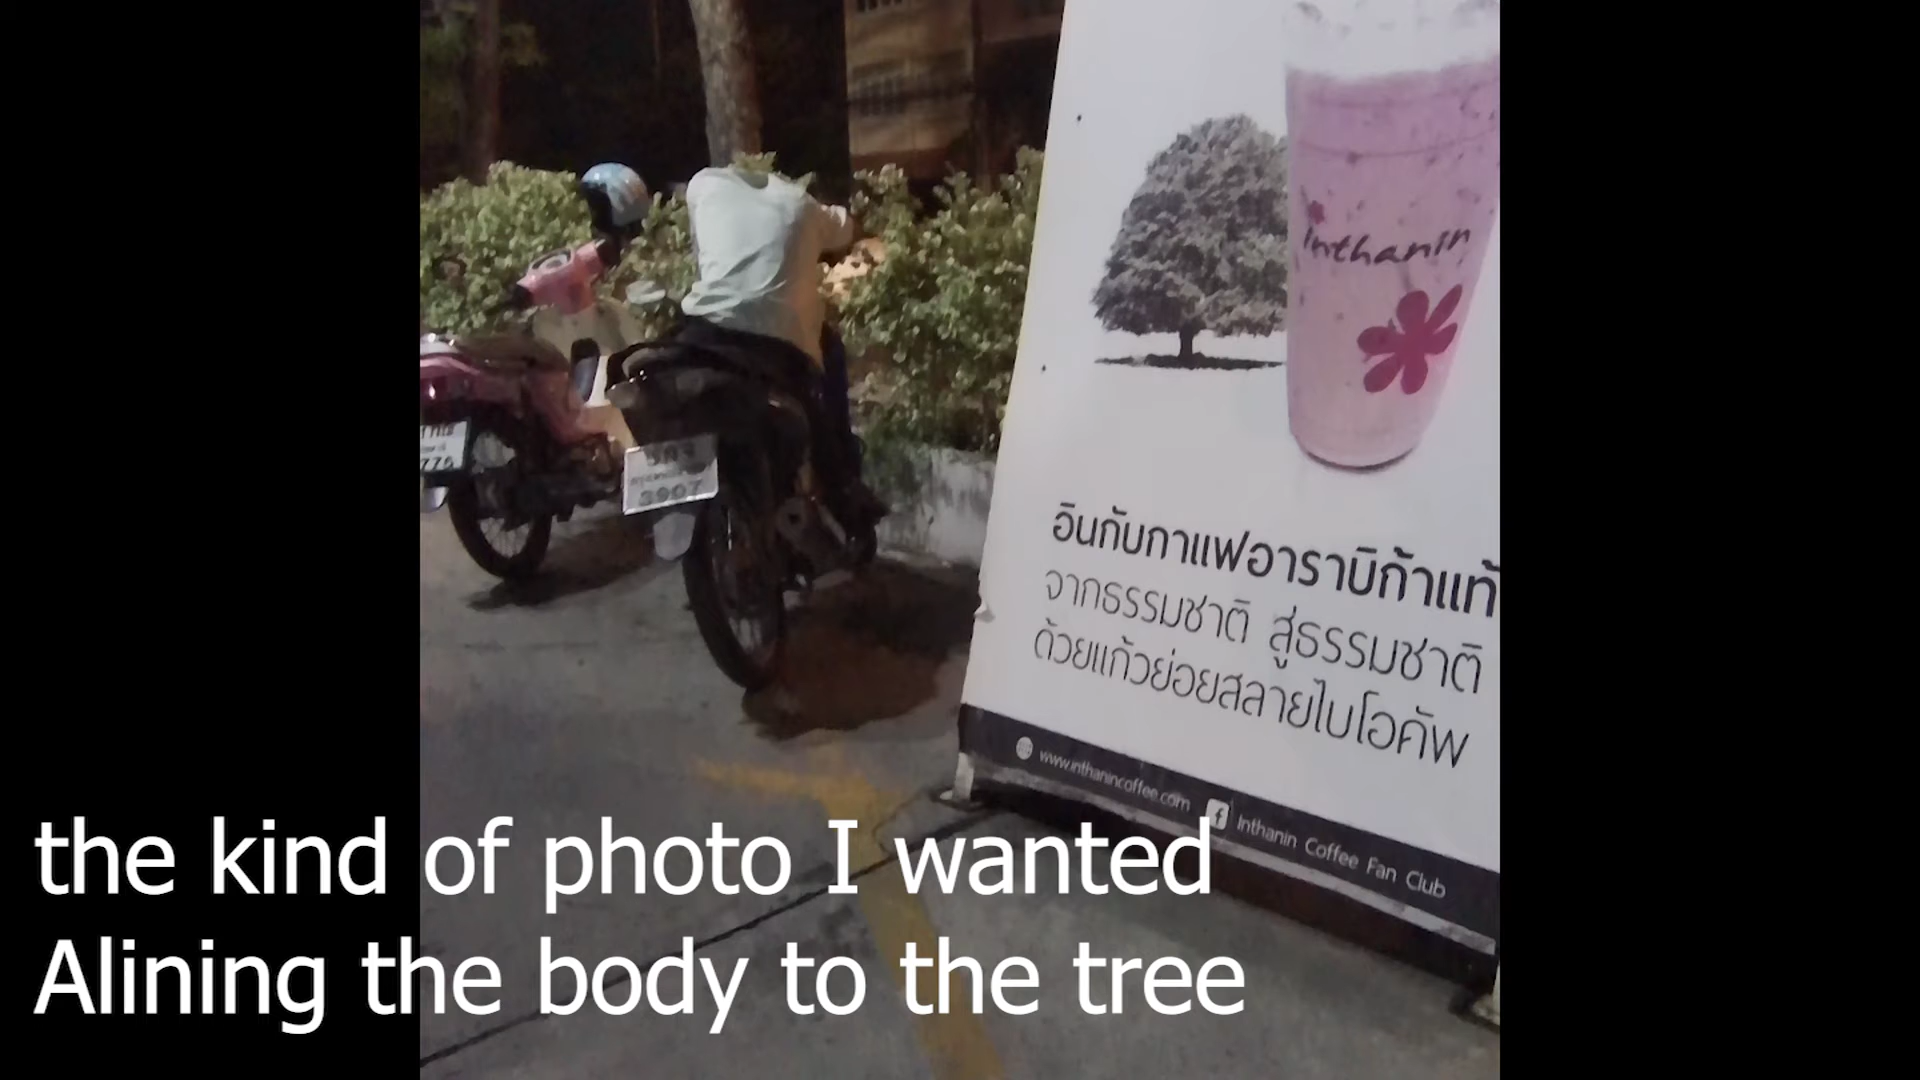 Inthanin
อินกับกาแฟอาราบิก้าแท้
จากธรรมชาติ สู่ธรรมชาติ
ด้วยแก้วย่อยสลายไบโอคัพ
www.inthanincoffee.com Inthanin Coffee Fan Club
775
3907
the kind of photo I wanted
Alining the body to the tree